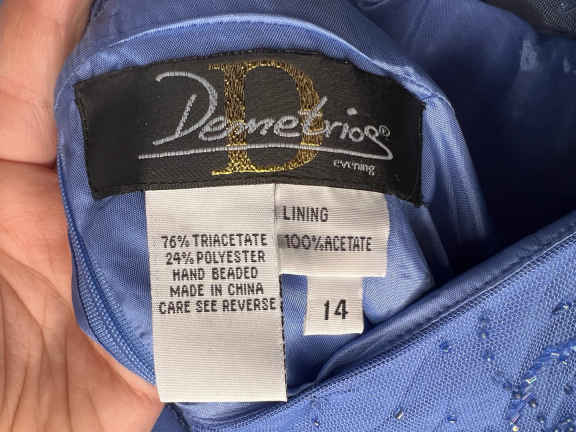 D
Demetrios®
evening
76% TRIACETATE
24% POLYESTER
HAND BEADED
MADE IN CHINA
CARE SEE REVERSE
LINING
100%ACETATE
14